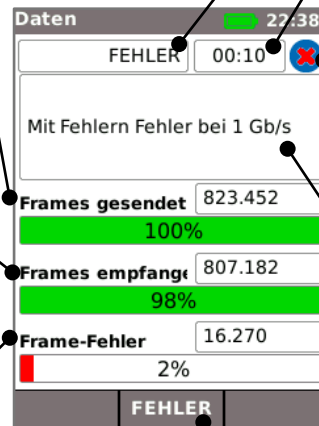 Daten 22:38
FEHLER 00:10
Mit Fehlern Fehler bei 1 Gb/s
Frames gesendet 823.452
100%
Frames empfange 807.182
98%
Frame-Fehler 16.270
2%
FEHLER